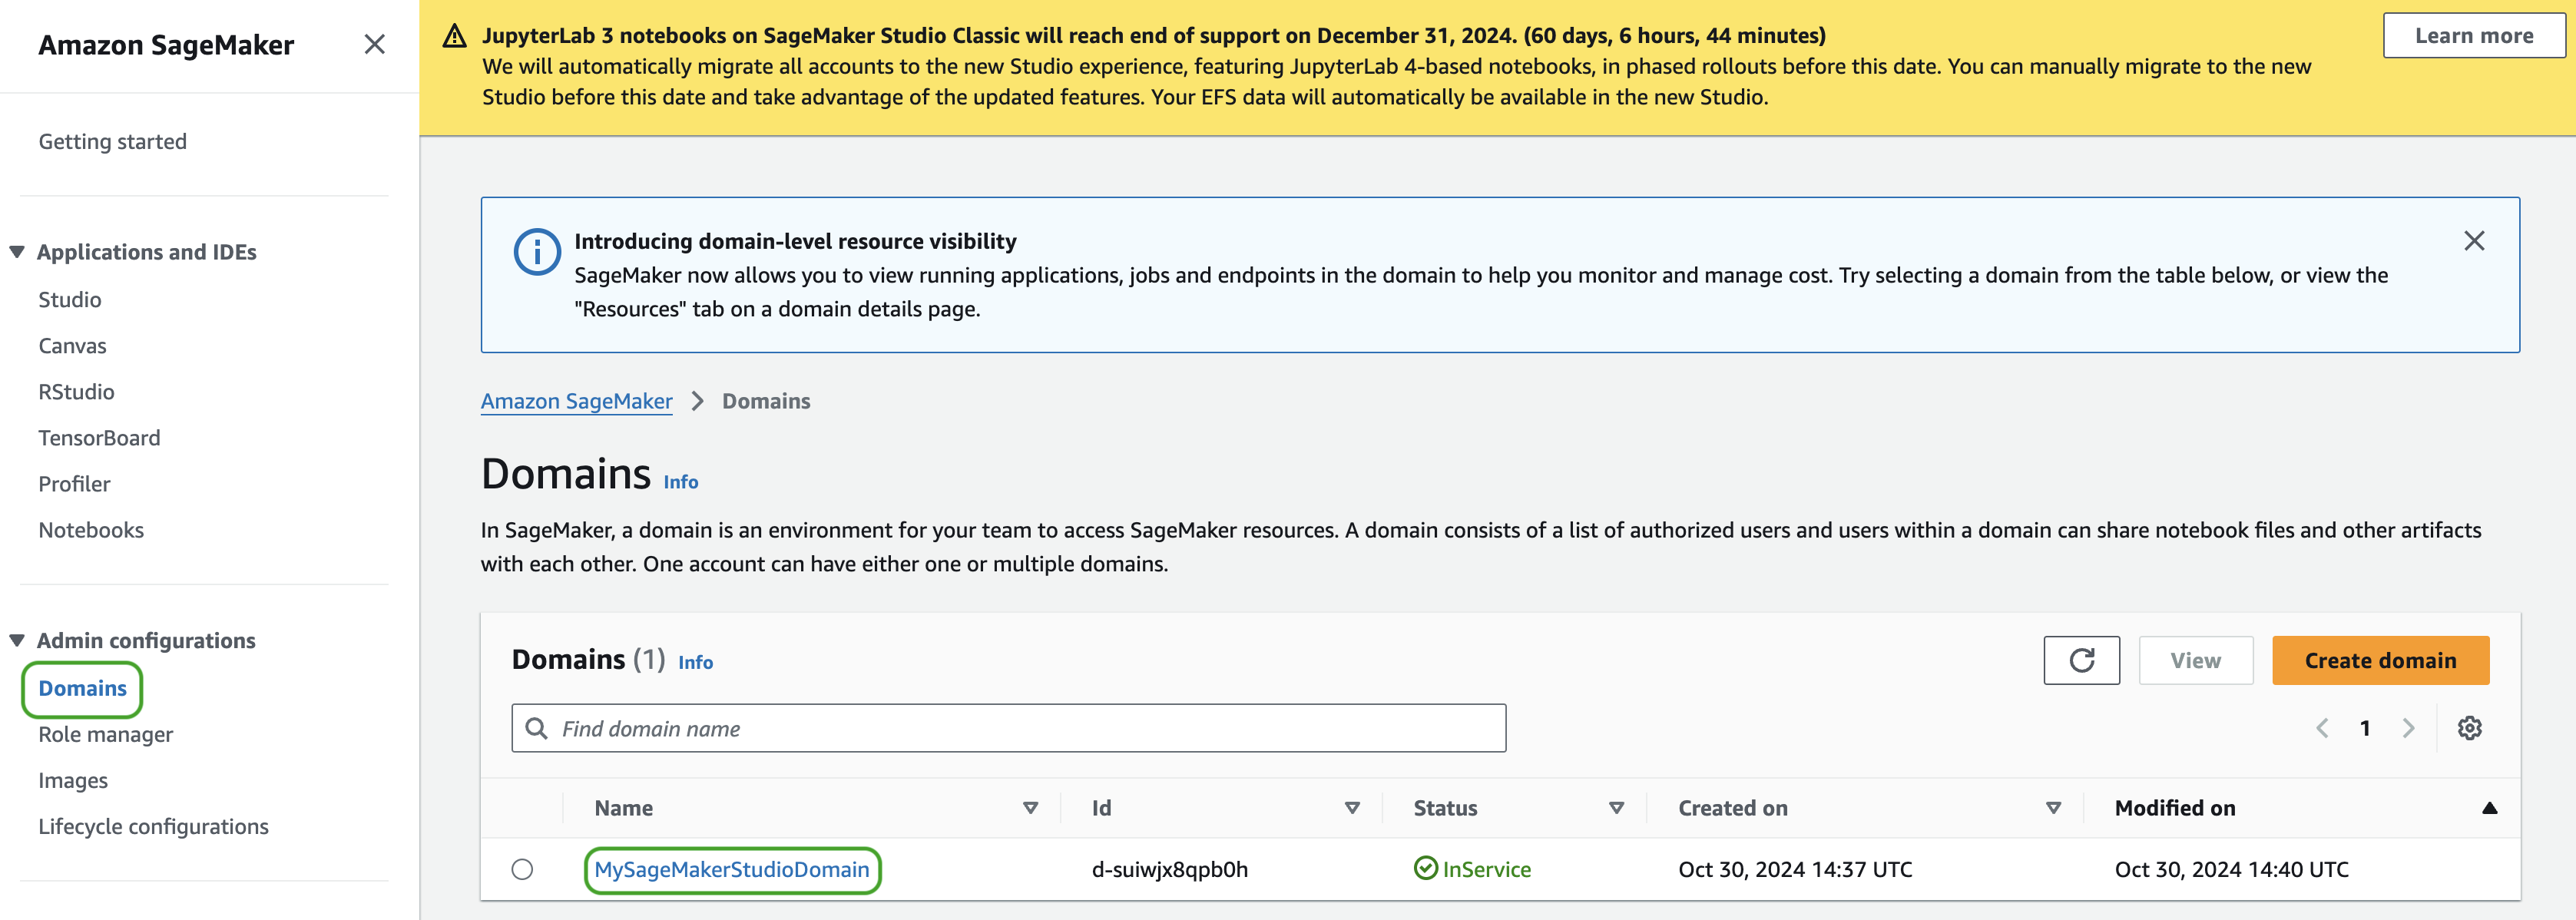 Amazon SageMaker
Getting started
Applications and IDEs
Studio
Canvas
RStudio
TensorBoard
Profiler
Notebooks
Admin configurations
Domains
Role manager
Images
Lifecycle configurations
JupyterLab 3 notebooks on SageMaker Studio Classic will reach end of support on December 31, 2024. (60 days, 6 hours, 44 minutes)
We will automatically migrate all accounts to the new Studio experience, featuring JupyterLab 4-based notebooks, in phased rollouts before this date. You can manually migrate to the new
Studio before this date and take advantage of the updated features. Your EFS data will automatically be available in the new Studio.
Learn more
Introducing domain-level resource visibility
SageMaker now allows you to view running applications, jobs and endpoints in the domain to help you monitor and manage cost. Try selecting a domain from the table below, or view the
"Resources" tab on a domain details page.
Amazon SageMaker > Domains
Domains Info
In SageMaker, a domain is an environment for your team to access SageMaker resources. A domain consists of a list of authorized users and users within a domain can share notebook files and other artifacts
with each other. One account can have either one or multiple domains.
Domains (1) Info
View
Create domain
Find domain name
1
Name Id Status Created on Modified on
MySageMakerStudioDomain d-suiwjx8qpb0h InService Oct 30, 2024 14:37 UTC Oct 30, 2024 14:40 UTC